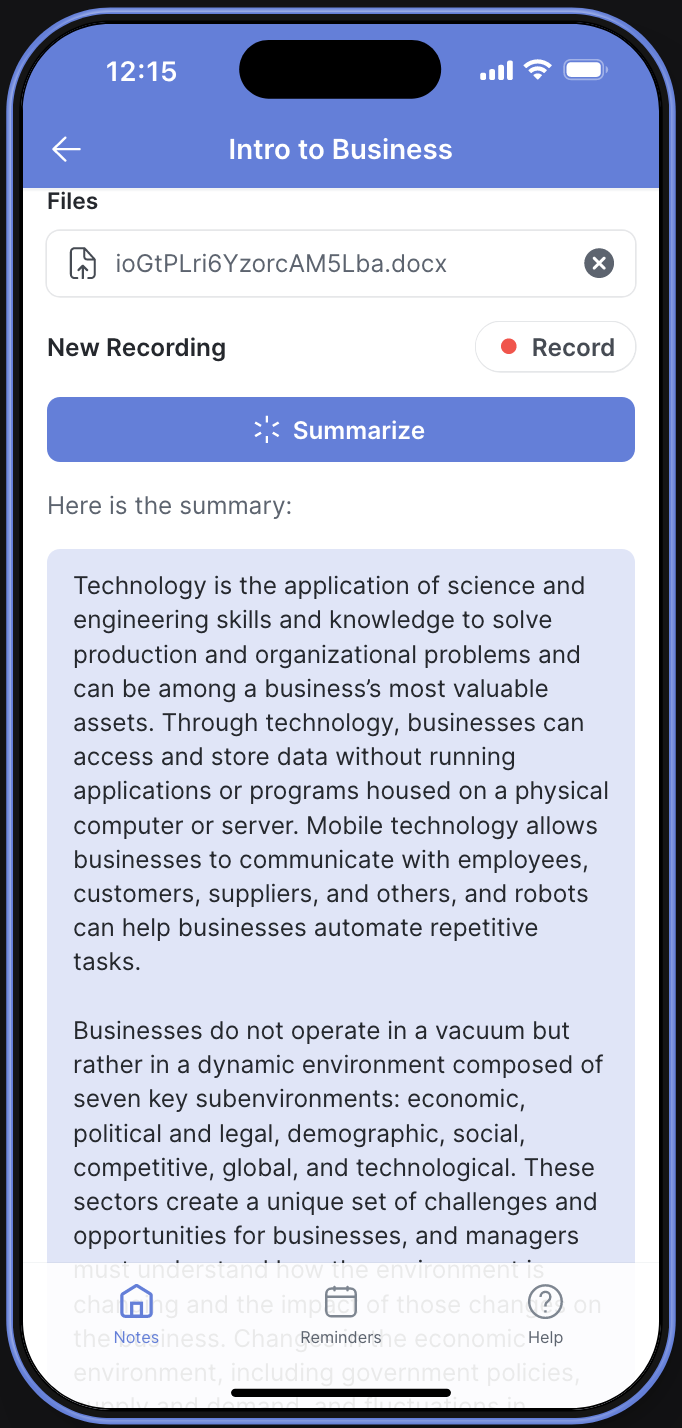 12:15
Intro to Business
Files
ioGtPLri6YzorcAM5Lba.docx
New Recording
Record
Summarize
Here is the summary:
Technology is the application of science and
engineering skills and knowledge to solve
production and organizational problems and
can be among a business’s most valuable
assets. Through technology, businesses can
access and store data without running
applications or programs housed on a physical
computer or server. Mobile technology allows
businesses to communicate with employees,
customers, suppliers, and others, and robots
can help businesses automate repetitive
tasks.
Businesses do not operate in a vacuum but
rather in a dynamic environment composed of
seven key subenvironments: economic,
political and legal, demographic, social,
competitive, global, and technological. These
sectors create a unique set of challenges and
opportunities for businesses, and managers
must understand how the environment is
changing and the impact of those changes on
the business. Changes in the economic
environment, including government policies,
supply and demand, and fluctuations in
Notes
Reminders
Help